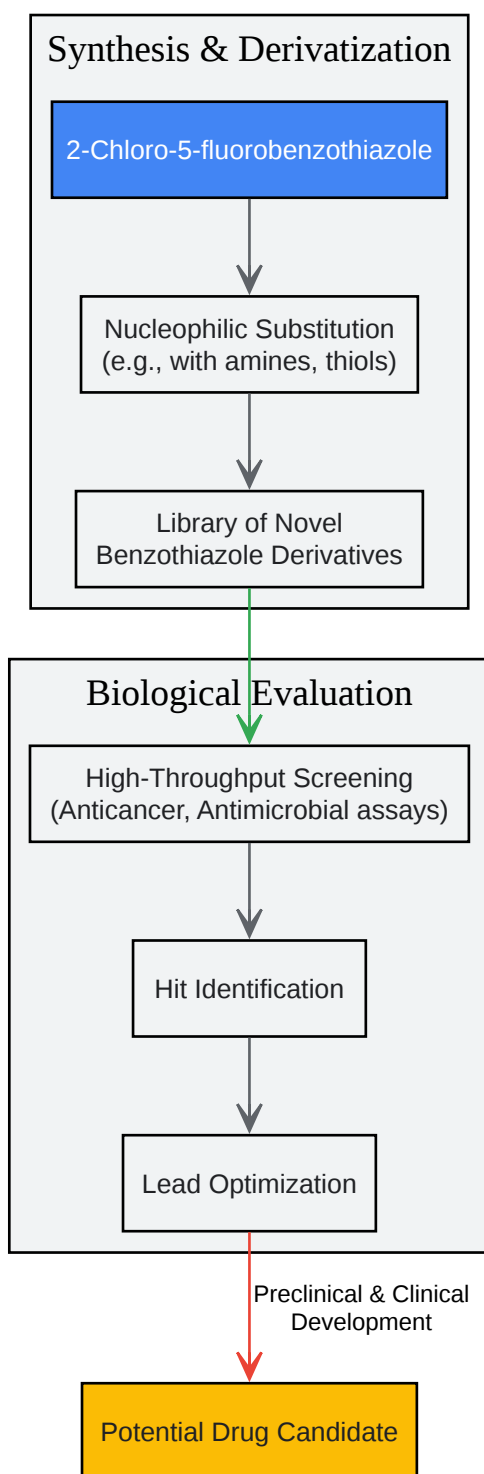 Synthesis & Derivatization
2-Chloro-5-fluorobenzothiazole
Nucleophilic Substitution
(e.g., with amines, thiols)
Library of Novel
Benzothiazole Derivatives
Biological Evaluation
High-Throughput Screening
(Anticancer, Antimicrobial assays)
Hit Identification
Lead Optimization
Preclinical & Clinical
Development
Potential Drug Candidate